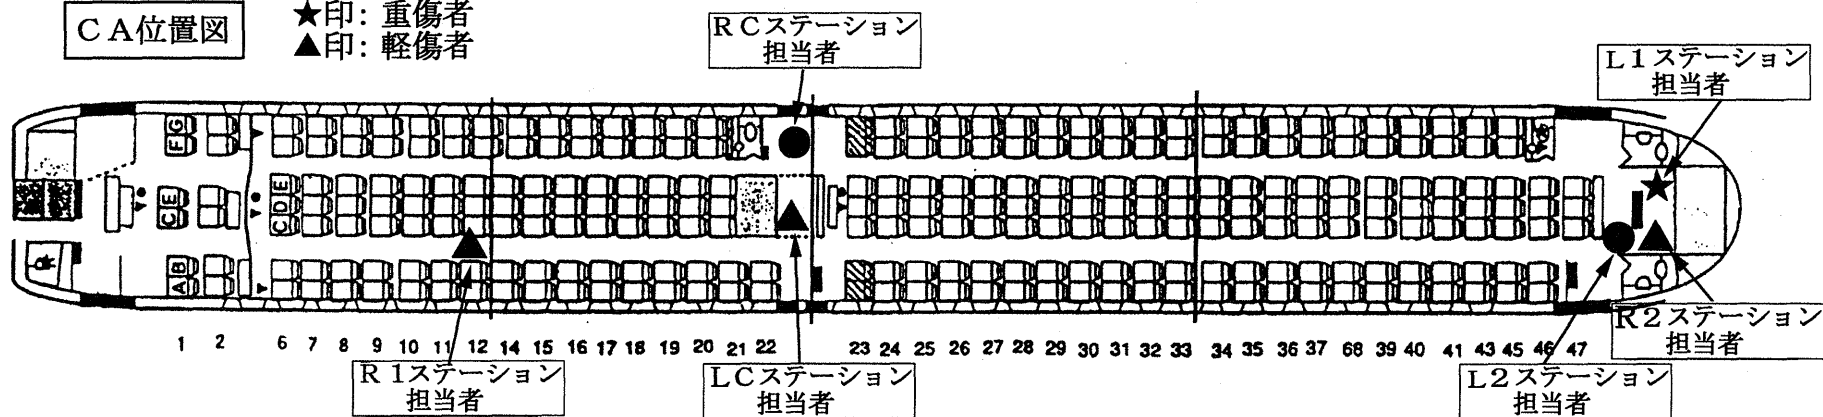 CA位置図
★印：重傷者
▲印：軽傷者
RCステーション
担当者
L1ステーション
担当者
FG
CE
AB
CDE
1 2 6 7 8 9 10 11 12 14 15 16 17 18 19 20 21 22 23 24 25 26 27 28 29 30 31 32 33 34 35 36 37 68 39 40 41 43 45 46 47
R1ステーション
担当者
LCステーション
担当者
L2ステーション
担当者
R2ステーション
担当者